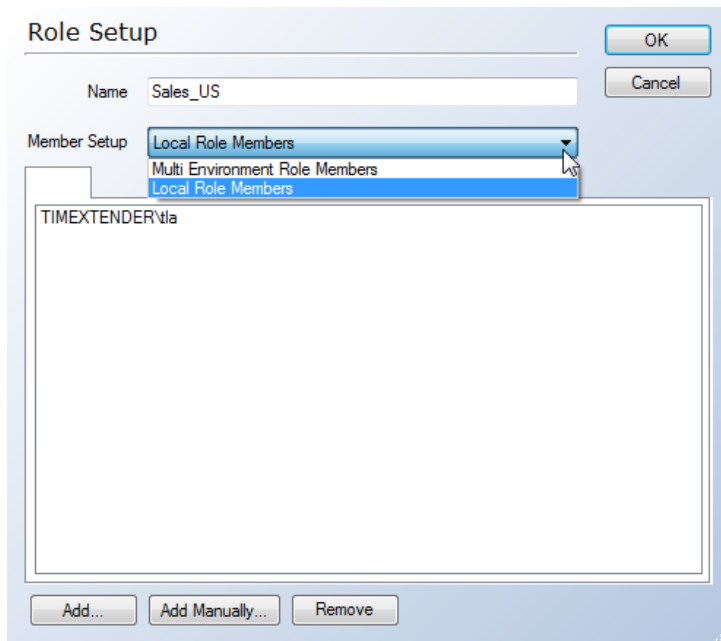 Role Setup
OK
Name Sales_US
Cancel
Member Setup Local Role Members
Multi Environment Role Members
Local Role Members
TIMEXTENDER\tla
Add... Add Manually... Remove